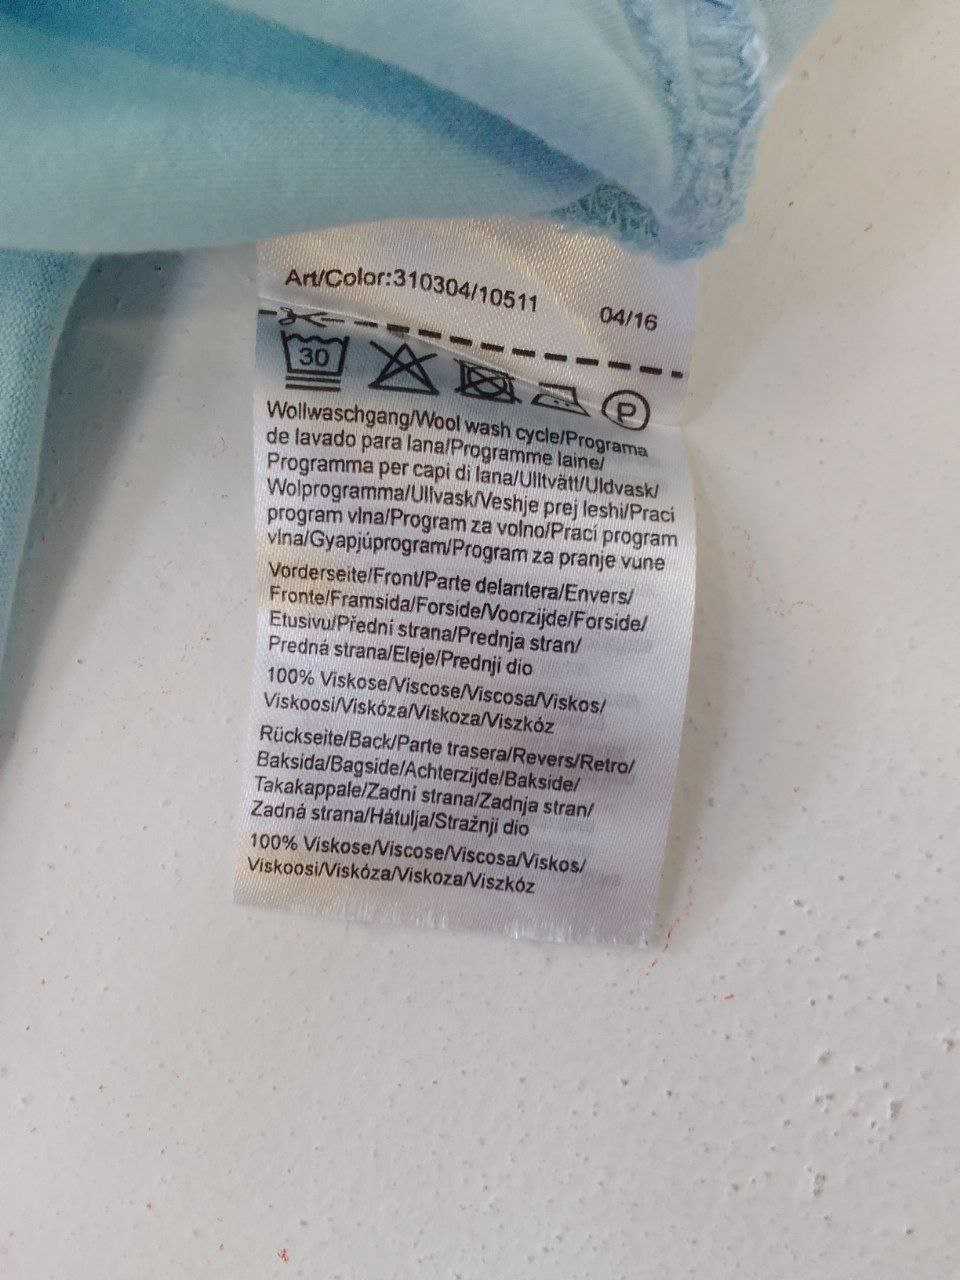 Art/Color:310304/10511 04/16
30 P
Wollwaschgang/Wool wash cycle/Programa
de lavado para lana/Programme laine/
Programma per capi di lana/Ulltvätt/Uldvask/
Wolprogramma/Ullvask/Veshje prej leshi/Praci
program vlna/Program za volno/Prací program
vlna/Gyapjúprogram/Program za pranje vune
Vorderseite/Front/Parte delantera/Envers/
Fronte/Framsida/Forside/Voorzijde/Forside/
Etusivu/Přední strana/Prednja stran/
Predná strana/Eleje/Prednji dio
100% Viskose/Viscose/Viscosa/Viskos/
Viskoosi/Viskóza/Viskoza/Viszkóz
Rückseite/Back/Parte trasera/Revers/Retro/
Baksida/Bagside/Achterzijde/Bakside/
Takakappale/Zadní strana/Zadnja stran/
Zadná strana/Hátulja/Stražnji dio
100% Viskose/Viscose/Viscosa/Viskos/
Viskoosi/Viskóza/Viskoza/Viszkóz